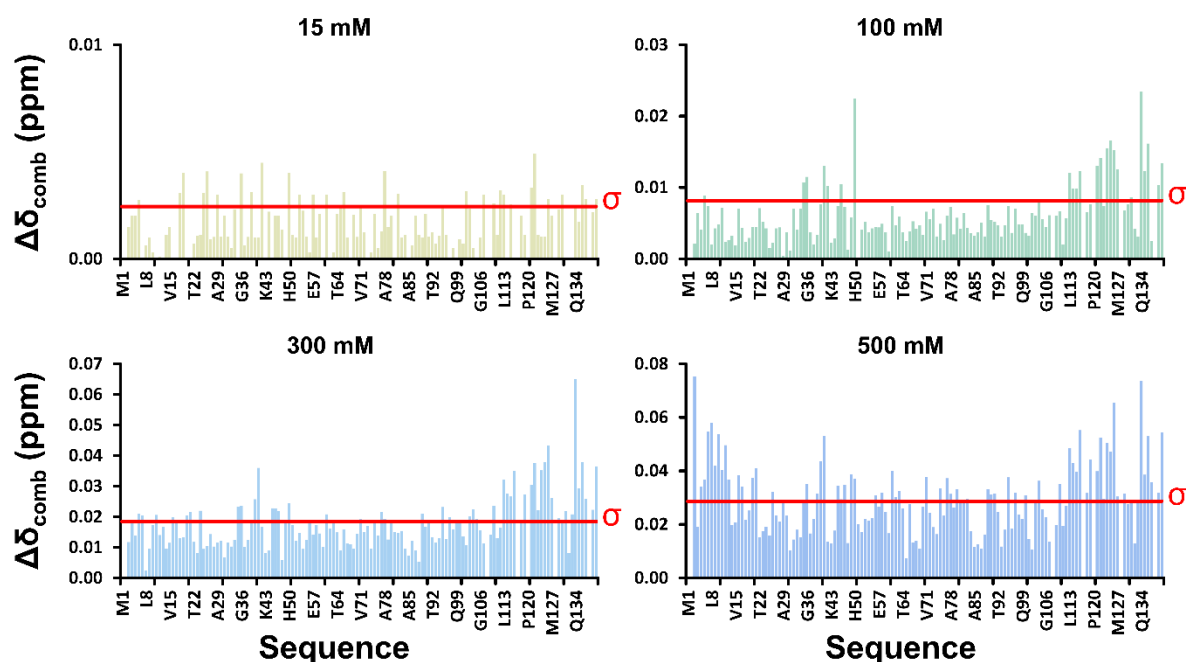 15 mM
Δδcomb (ppm)
0.01
0.00
σ
M1 L8 V15 T22 A29 G36 K43 H50 E57 T64 V71 A78 A85 T92 Q99 G106 L113 P120 M127 Q134
100 mM
0.03
0.02
0.01
0.00
σ
M1 L8 V15 T22 A29 G36 K43 H50 E57 T64 V71 A78 A85 T92 Q99 G106 L113 P120 M127 Q134
300 mM
Δδcomb (ppm)
0.07
0.06
0.05
0.04
0.03
0.02
0.01
0.00
σ
M1 L8 V15 T22 A29 G36 K43 H50 E57 T64 V71 A78 A85 T92 Q99 G106 L113 P120 M127 Q134
Sequence
500 mM
0.08
0.06
0.04
0.02
0.00
σ
M1 L8 V15 T22 A29 G36 K43 H50 E57 T64 V71 A78 A85 T92 Q99 G106 L113 P120 M127 Q134
Sequence